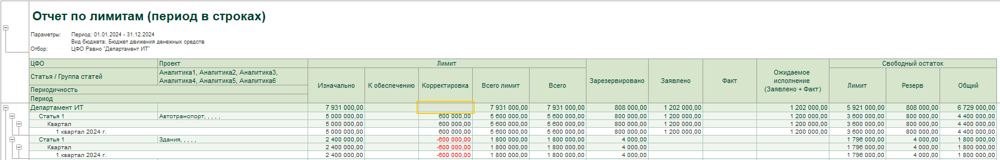 Отчет по лимитам (период в строках)
Параметры: Период: 01.01.2024 - 31.12.2024
Вид бюджета: Бюджет движения денежных средств
Отбор: ЦФО Равно "Департамент ИТ"
ЦФО Проект Лимит Зарезервировано Заявлено Факт Ожидаемое исполнение (Заявлено + Факт) Свободный остаток
Статья / Группа статей Аналитика1, Аналитика2, Аналитика3, Аналитика4, Аналитика5, Аналитика6 Изначально К обеспечению Корректировка Всего лимит Всего Лимит Резерв Общий
Периодичность
Период
Департамент ИТ 7 931 000,00 7 931 000,00 7 931 000,00 808 000,00 1 202 000,00 1 202 000,00 5 921 000,00 808 000,00 6 729 000,00
Статья 1 Автотранспорт, , , , , 5 000 000,00 600 000,00 5 600 000,00 5 600 000,00 800 000,00 1 200 000,00 1 200 000,00 3 600 000,00 800 000,00 4 400 000,00
Квартал 5 000 000,00 600 000,00 5 600 000,00 5 600 000,00 800 000,00 1 200 000,00 1 200 000,00 3 600 000,00 800 000,00 4 400 000,00
1 квартал 2024 г. 5 000 000,00 600 000,00 5 600 000,00 5 600 000,00 800 000,00 1 200 000,00 1 200 000,00 3 600 000,00 800 000,00 4 400 000,00
Статья 1 Здания, , , , , 2 400 000,00 -600 000,00 1 800 000,00 1 800 000,00 4 000,00 1 796 000,00 4 000,00 1 800 000,00
Квартал 2 400 000,00 -600 000,00 1 800 000,00 1 800 000,00 4 000,00 1 796 000,00 4 000,00 1 800 000,00
1 квартал 2024 г. 2 400 000,00 -600 000,00 1 800 000,00 1 800 000,00 4 000,00 1 796 000,00 4 000,00 1 800 000,00